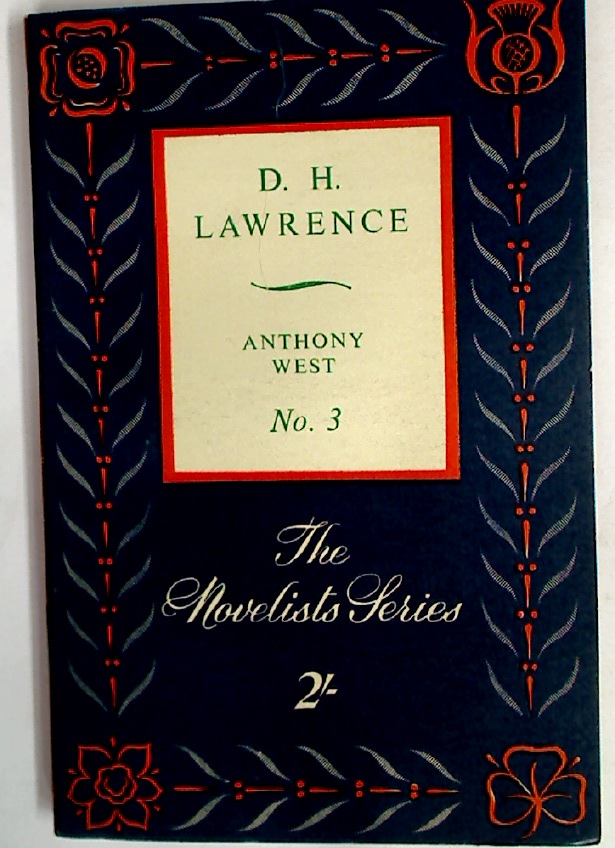 D. H.
LAWRENCE
ANTHONY
WEST
No. 3
The
Novelists Series
2/-